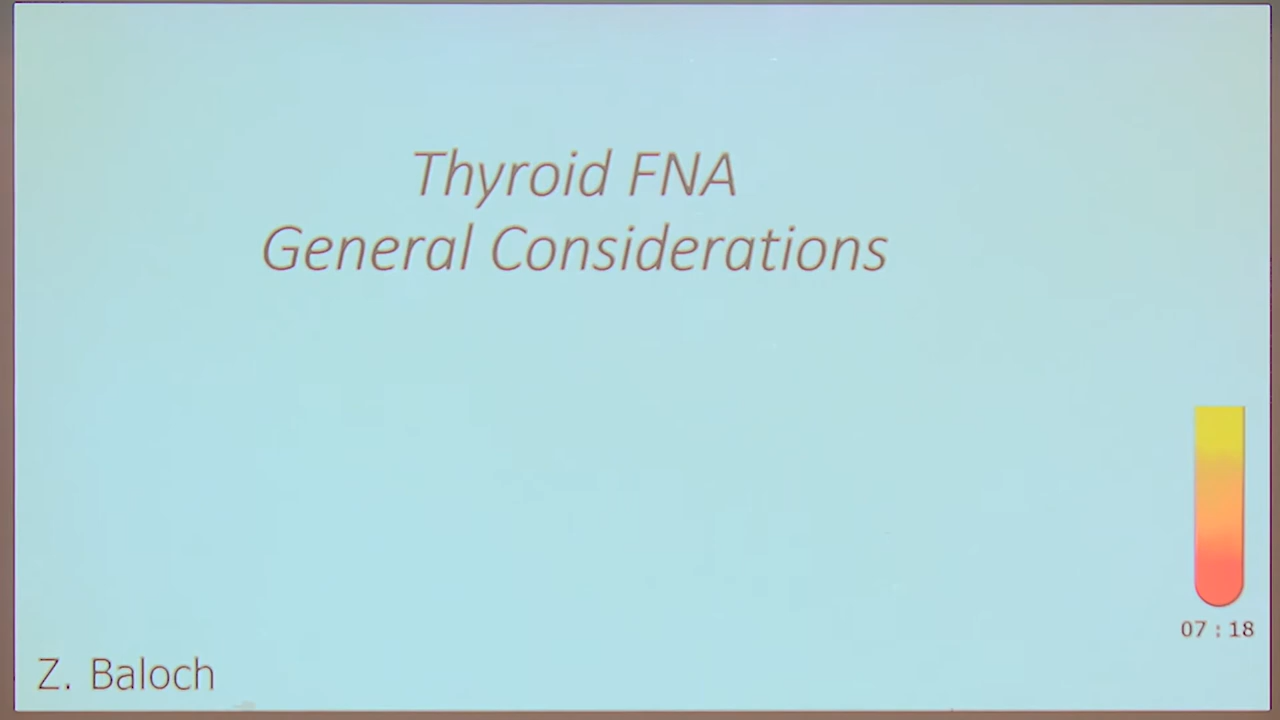 Thyroid FNA
General Considerations
07 : 18
Z. Baloch